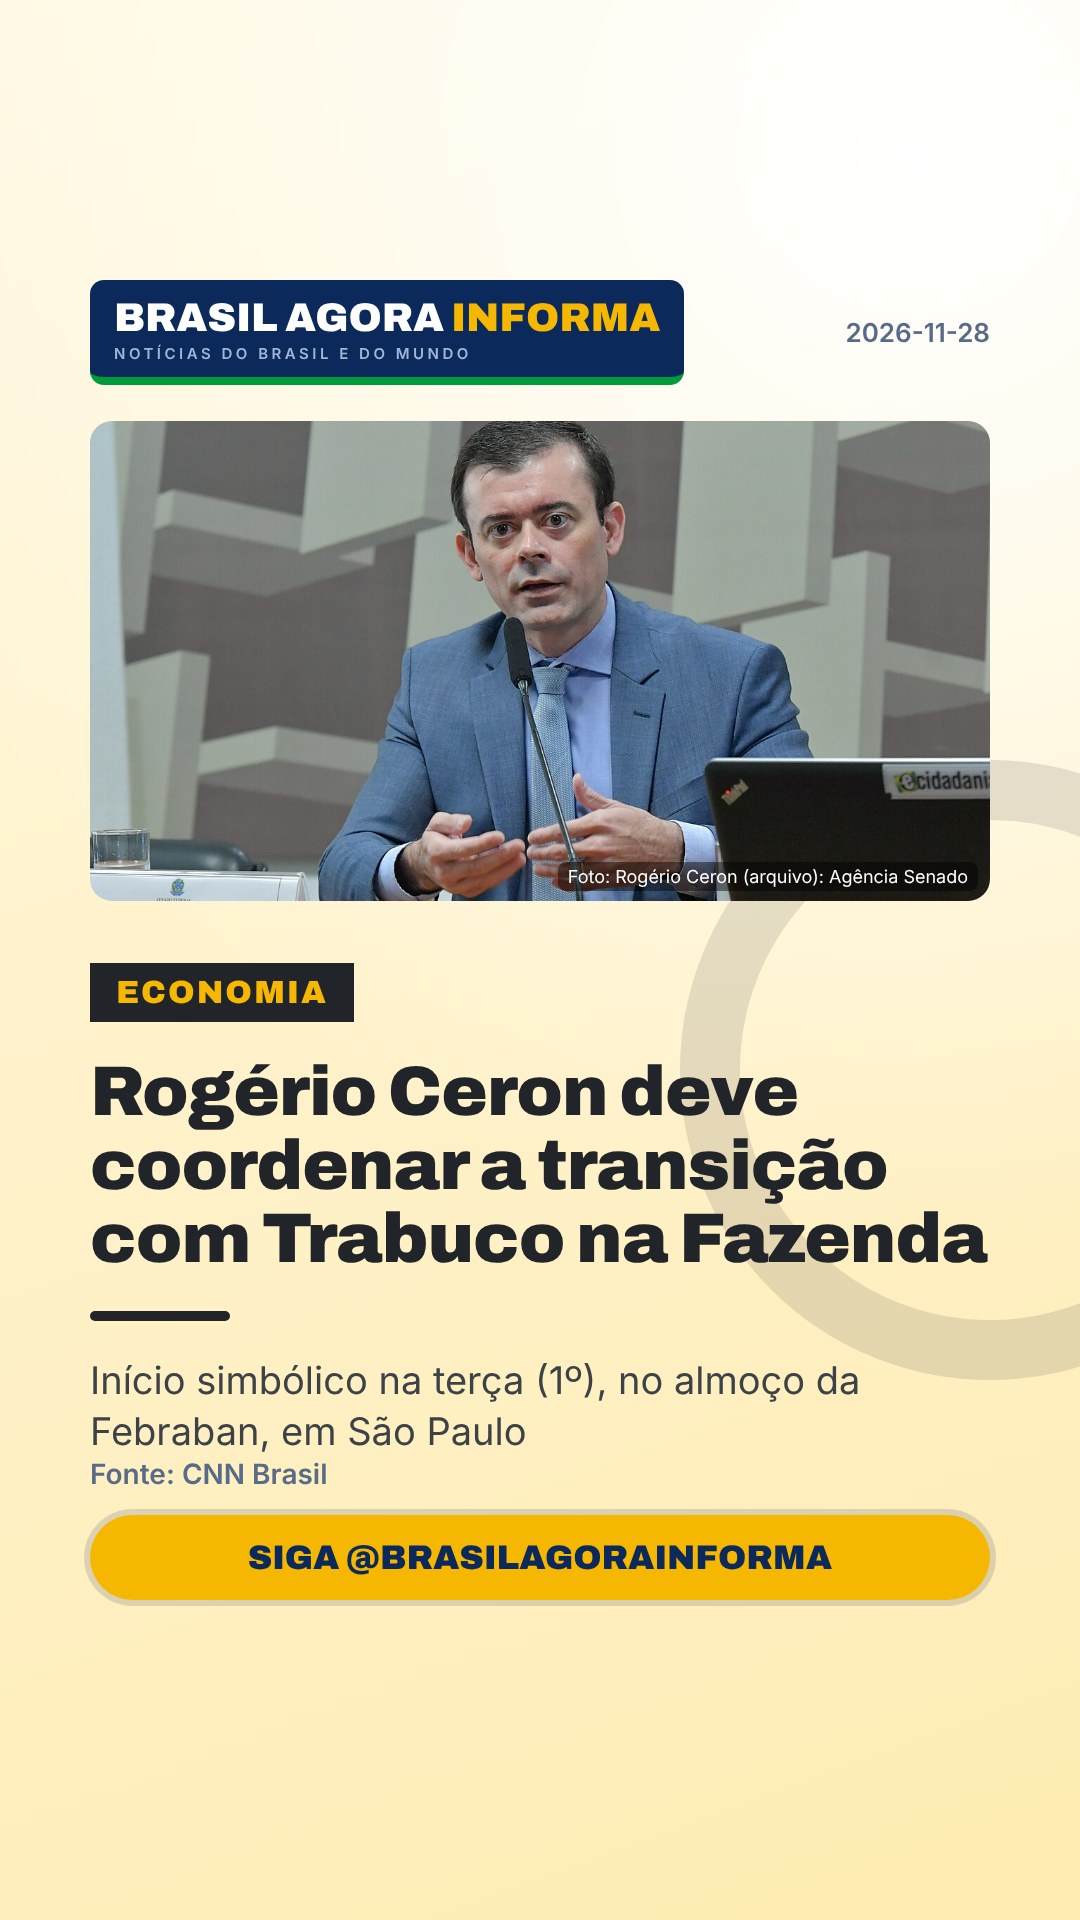 BRASIL AGORA INFORMA
NOTÍCIAS DO BRASIL E DO MUNDO
2026-11-28
ThinkPad
ecidadani
Foto: Rogério Ceron (arquivo): Agência Senado
ECONOMIA
Rogério Ceron deve
coordenar a transição
com Trabuco na Fazenda
Início simbólico na terça (1º), no almoço da
Febraban, em São Paulo
Fonte: CNN Brasil
SIGA @BRASILAGORAINFORMA